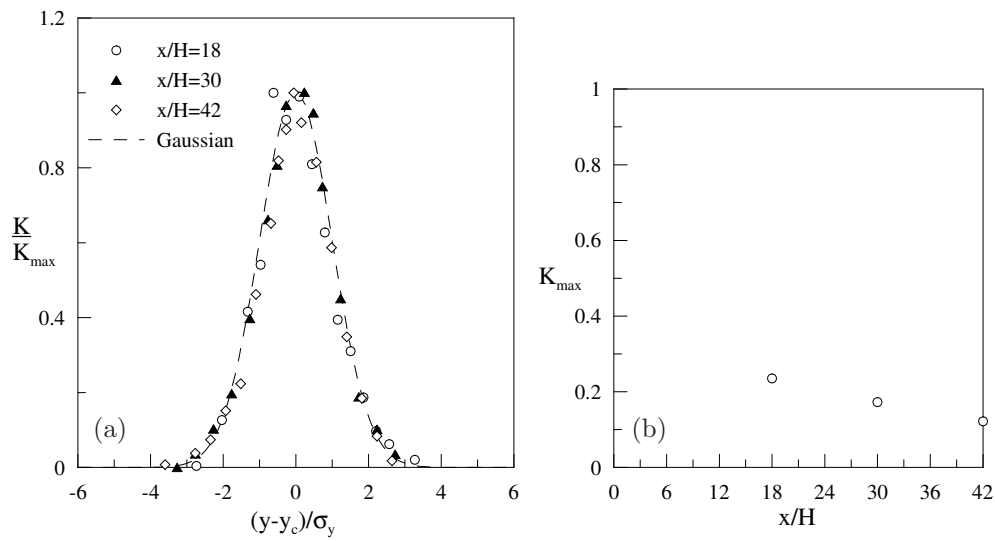 1.2
x/H=18
x/H=30
x/H=42
Gaussian
0.8
K
K_max
0.4
(a)
0
-6 -4 -2 0 2 4 6
(y-y_c)/σ_y
1
0.8
0.6
K_max
0.4
0.2
(b)
0
0 6 12 18 24 30 36 42
x/H